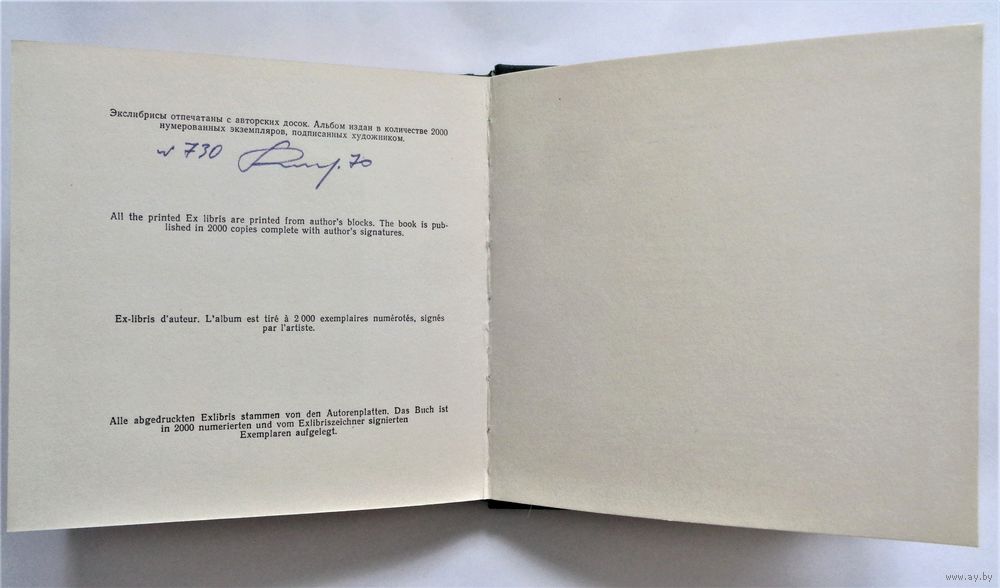 Экслибрисы отпечатаны с авторских досок. Альбом издан в количестве 2000
нумерованных экземпляров, подписанных художником.
№ 730 70
All the printed Ex libris are printed from author's blocks. The book is pub-
lished in 2000 copies complete with author's signatures.
Ex-libris d'auteur. L'album est tiré à 2 000 exemplaires numérotés, signés
par l'artiste.
Alle abgedruckten Exlibris stammen von den Autorenplatten. Das Buch ist
in 2000 numerierten und vom Exlibriszeichner signierten
Exemplaren aufgelegt.
www.ay.by